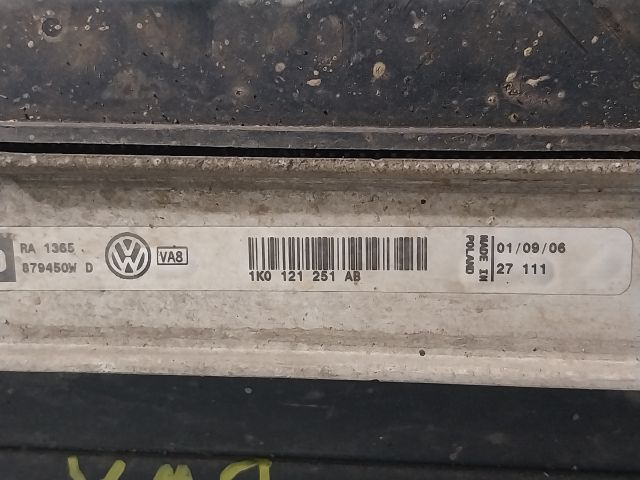 RA 1365
879450W D
VA8
1K0 121 251 AB
MADE IN
POLAND
01/09/06
27 111